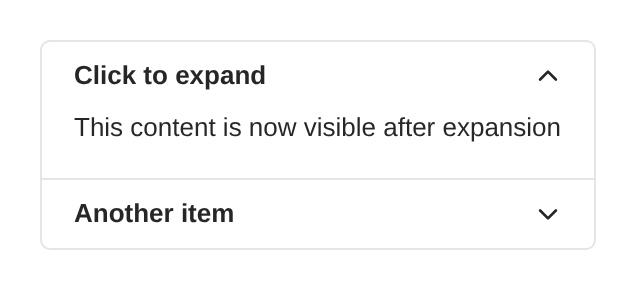 Click to expand
This content is now visible after expansion
Another item